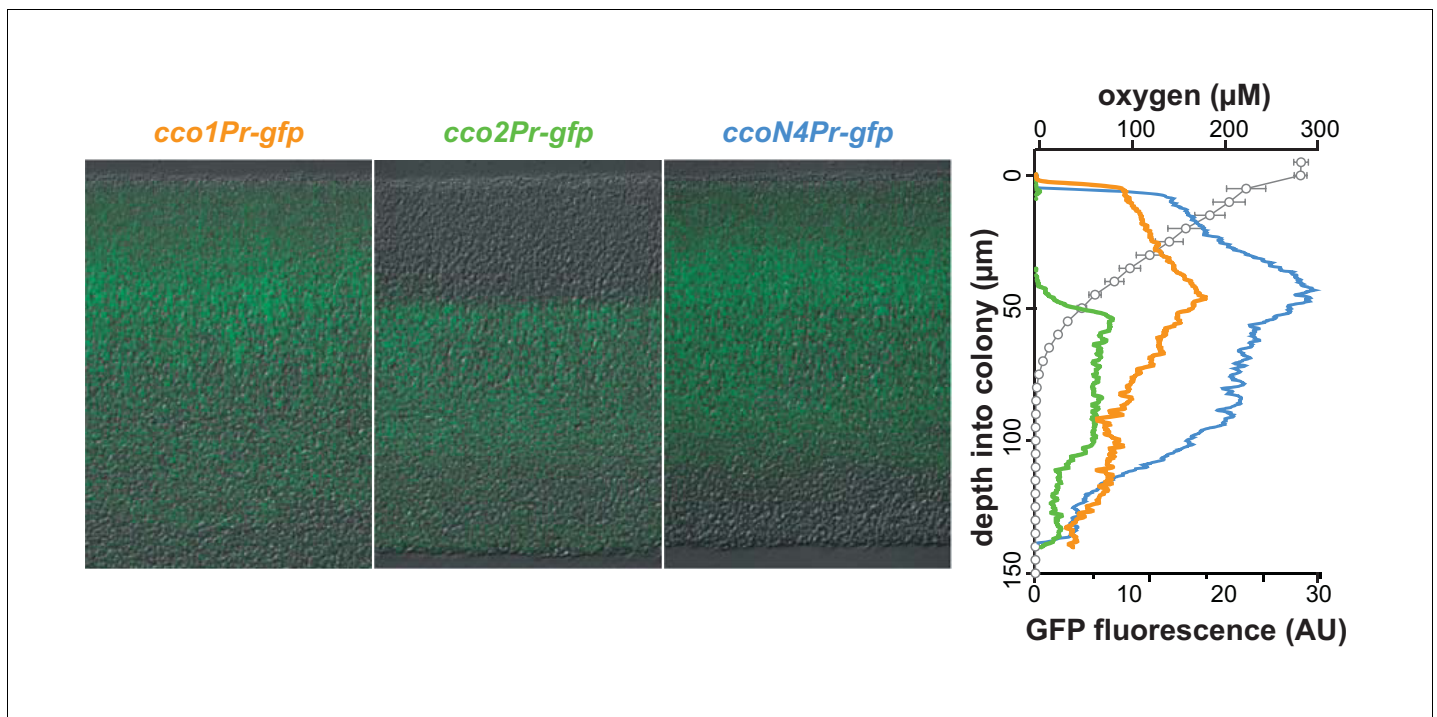 cco1Pr-gfp
cco2Pr-gfp
ccoN4Pr-gfp
oxygen (µM)
0 100 200 300
depth into colony (µm)
0
50
100
150
0 10 20 30
GFP fluorescence (AU)